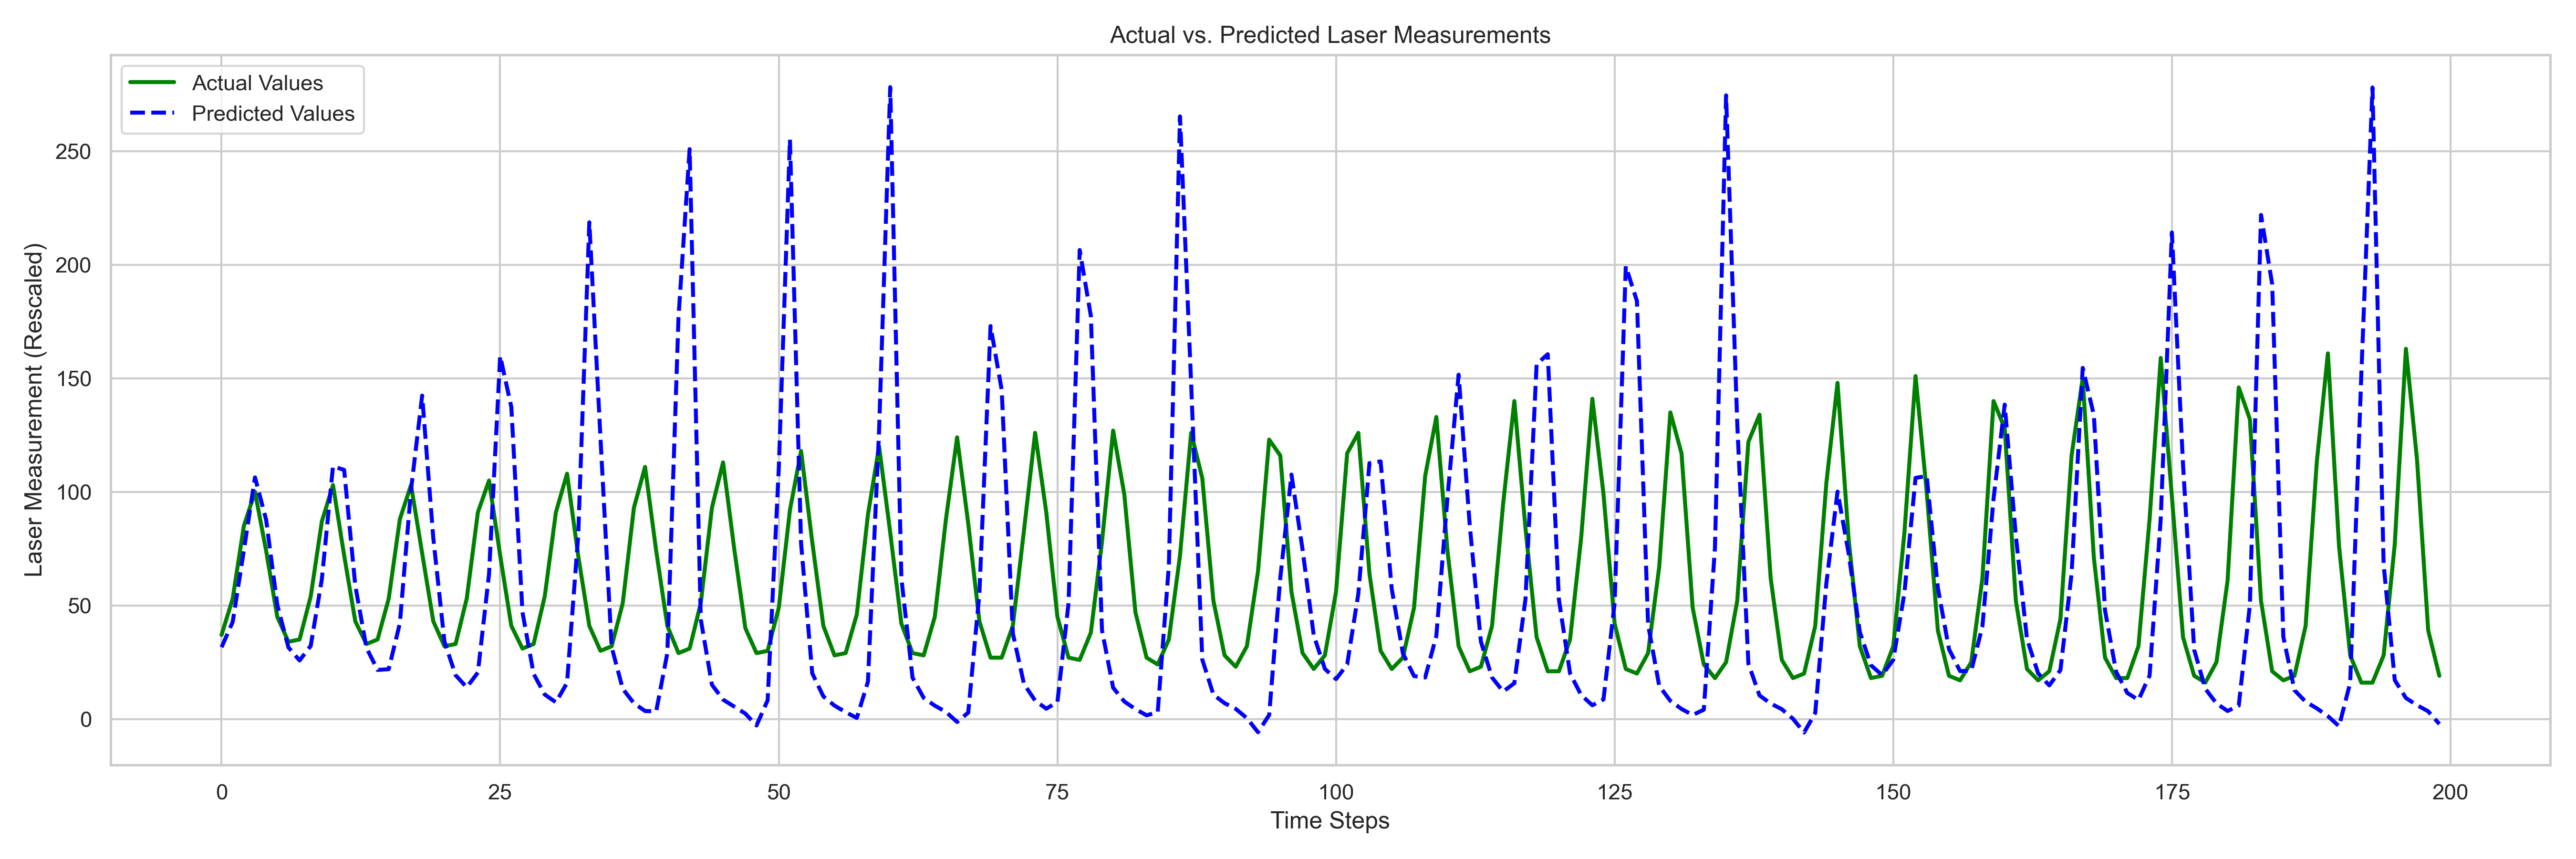 Actual vs. Predicted Laser Measurements
Actual Values
Predicted Values
Laser Measurement (Rescaled)
250
200
150
100
50
0
0 25 50 75 100 125 150 175 200
Time Steps